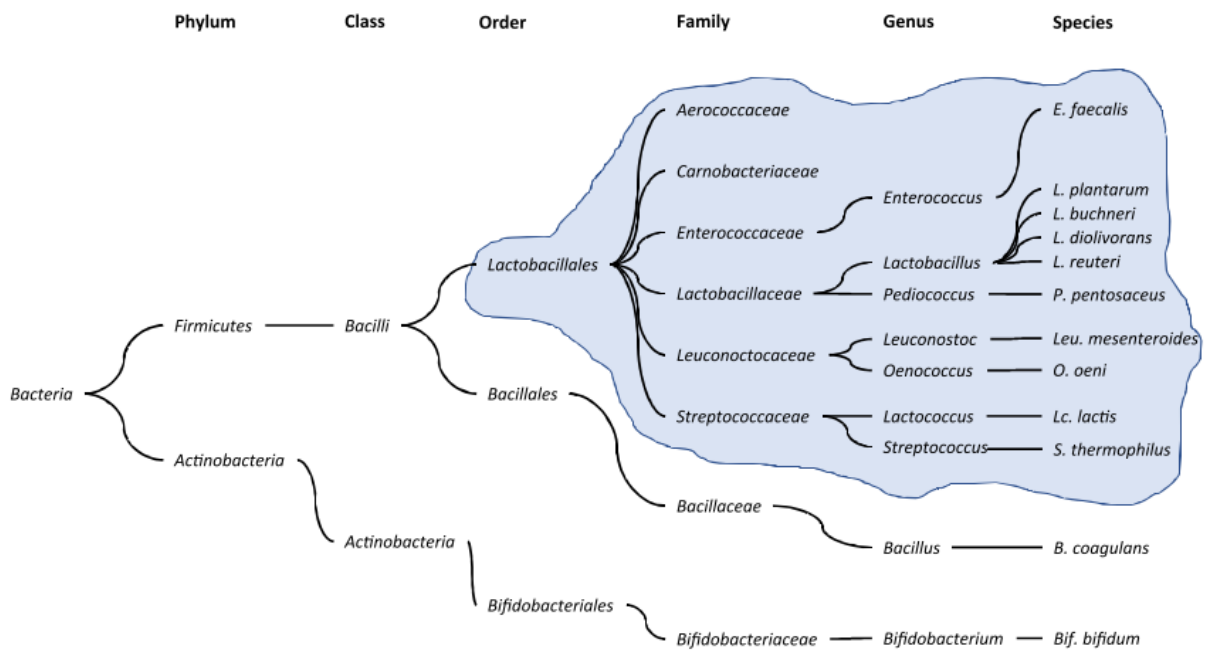 Phylum Class Order Family Genus Species
Aerococcaceae E. faecalis
Carnobacteriaceae
L. plantarum
Enterococcus
L. buchneri
Enterococcaceae
L. diolivorans
Lactobacillales Lactobacillus L. reuteri
Lactobacillaceae Pediococcus P. pentosaceus
Firmicutes Bacilli
Leuconostoc Leu. mesenteroides
Leuconoctocaceae
Oenococcus O. oeni
Bacteria Bacillales
Streptococcaceae Lactococcus Lc. lactis
Streptococcus S. thermophilus
Actinobacteria
Bacillaceae
Actinobacteria
Bacillus B. coagulans
Bifidobacteriales
Bifidobacteriaceae Bifidobacterium Bif. bifidum